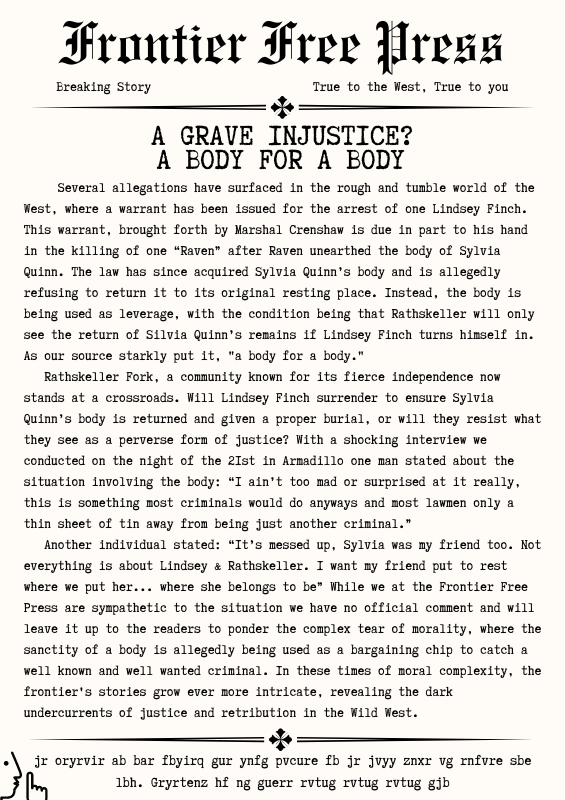 Frontier Free Press
Breaking Story True to the West, True to you
A GRAVE INJUSTICE?
A BODY FOR A BODY
Several allegations have surfaced in the rough and tumble world of the
West, where a warrant has been issued for the arrest of one Lindsey Finch.
This warrant, brought forth by Marshal Crenshaw is due in part to his hand
in the killing of one “Raven” after Raven unearthed the body of Sylvia
Quinn. The law has since acquired Sylvia Quinn’s body and is allegedly
refusing to return it to its original resting place. Instead, the body is
being used as leverage, with the condition being that Rathskeller will only
see the return of Silvia Quinn’s remains if Lindsey Finch turns himself in.
As our source starkly put it, "a body for a body."
Rathskeller Fork, a community known for its fierce independence now
stands at a crossroads. Will Lindsey Finch surrender to ensure Sylvia
Quinn’s body is returned and given a proper burial, or will they resist what
they see as a perverse form of justice? With a shocking interview we
conducted on the night of the 2Ist in Armadillo one man stated about the
situation involving the body: “I ain’t too mad or surprised at it really,
this is something most criminals would do anyways and most lawmen only a
thin sheet of tin away from being just another criminal.”
Another individual stated: “It’s messed up, Sylvia was my friend too. Not
everything is about Lindsey & Rathskeller. I want my friend put to rest
where we put her... where she belongs to be” While we at the Frontier Free
Press are sympathetic to the situation we have no official comment and will
leave it up to the readers to ponder the complex tear of morality, where the
sanctity of a body is allegedly being used as a bargaining chip to catch a
well known and well wanted criminal. In these times of moral complexity, the
frontier's stories grow ever more intricate, revealing the dark
undercurrents of justice and retribution in the Wild West.
jr oryrvir ab bar fbyirq gur ynfg pvcure fb jr jvyy znxr vg rnfvre sbe
lbh. Gryrtenz hf ng guerr rvtug rvtug rvtug gjb